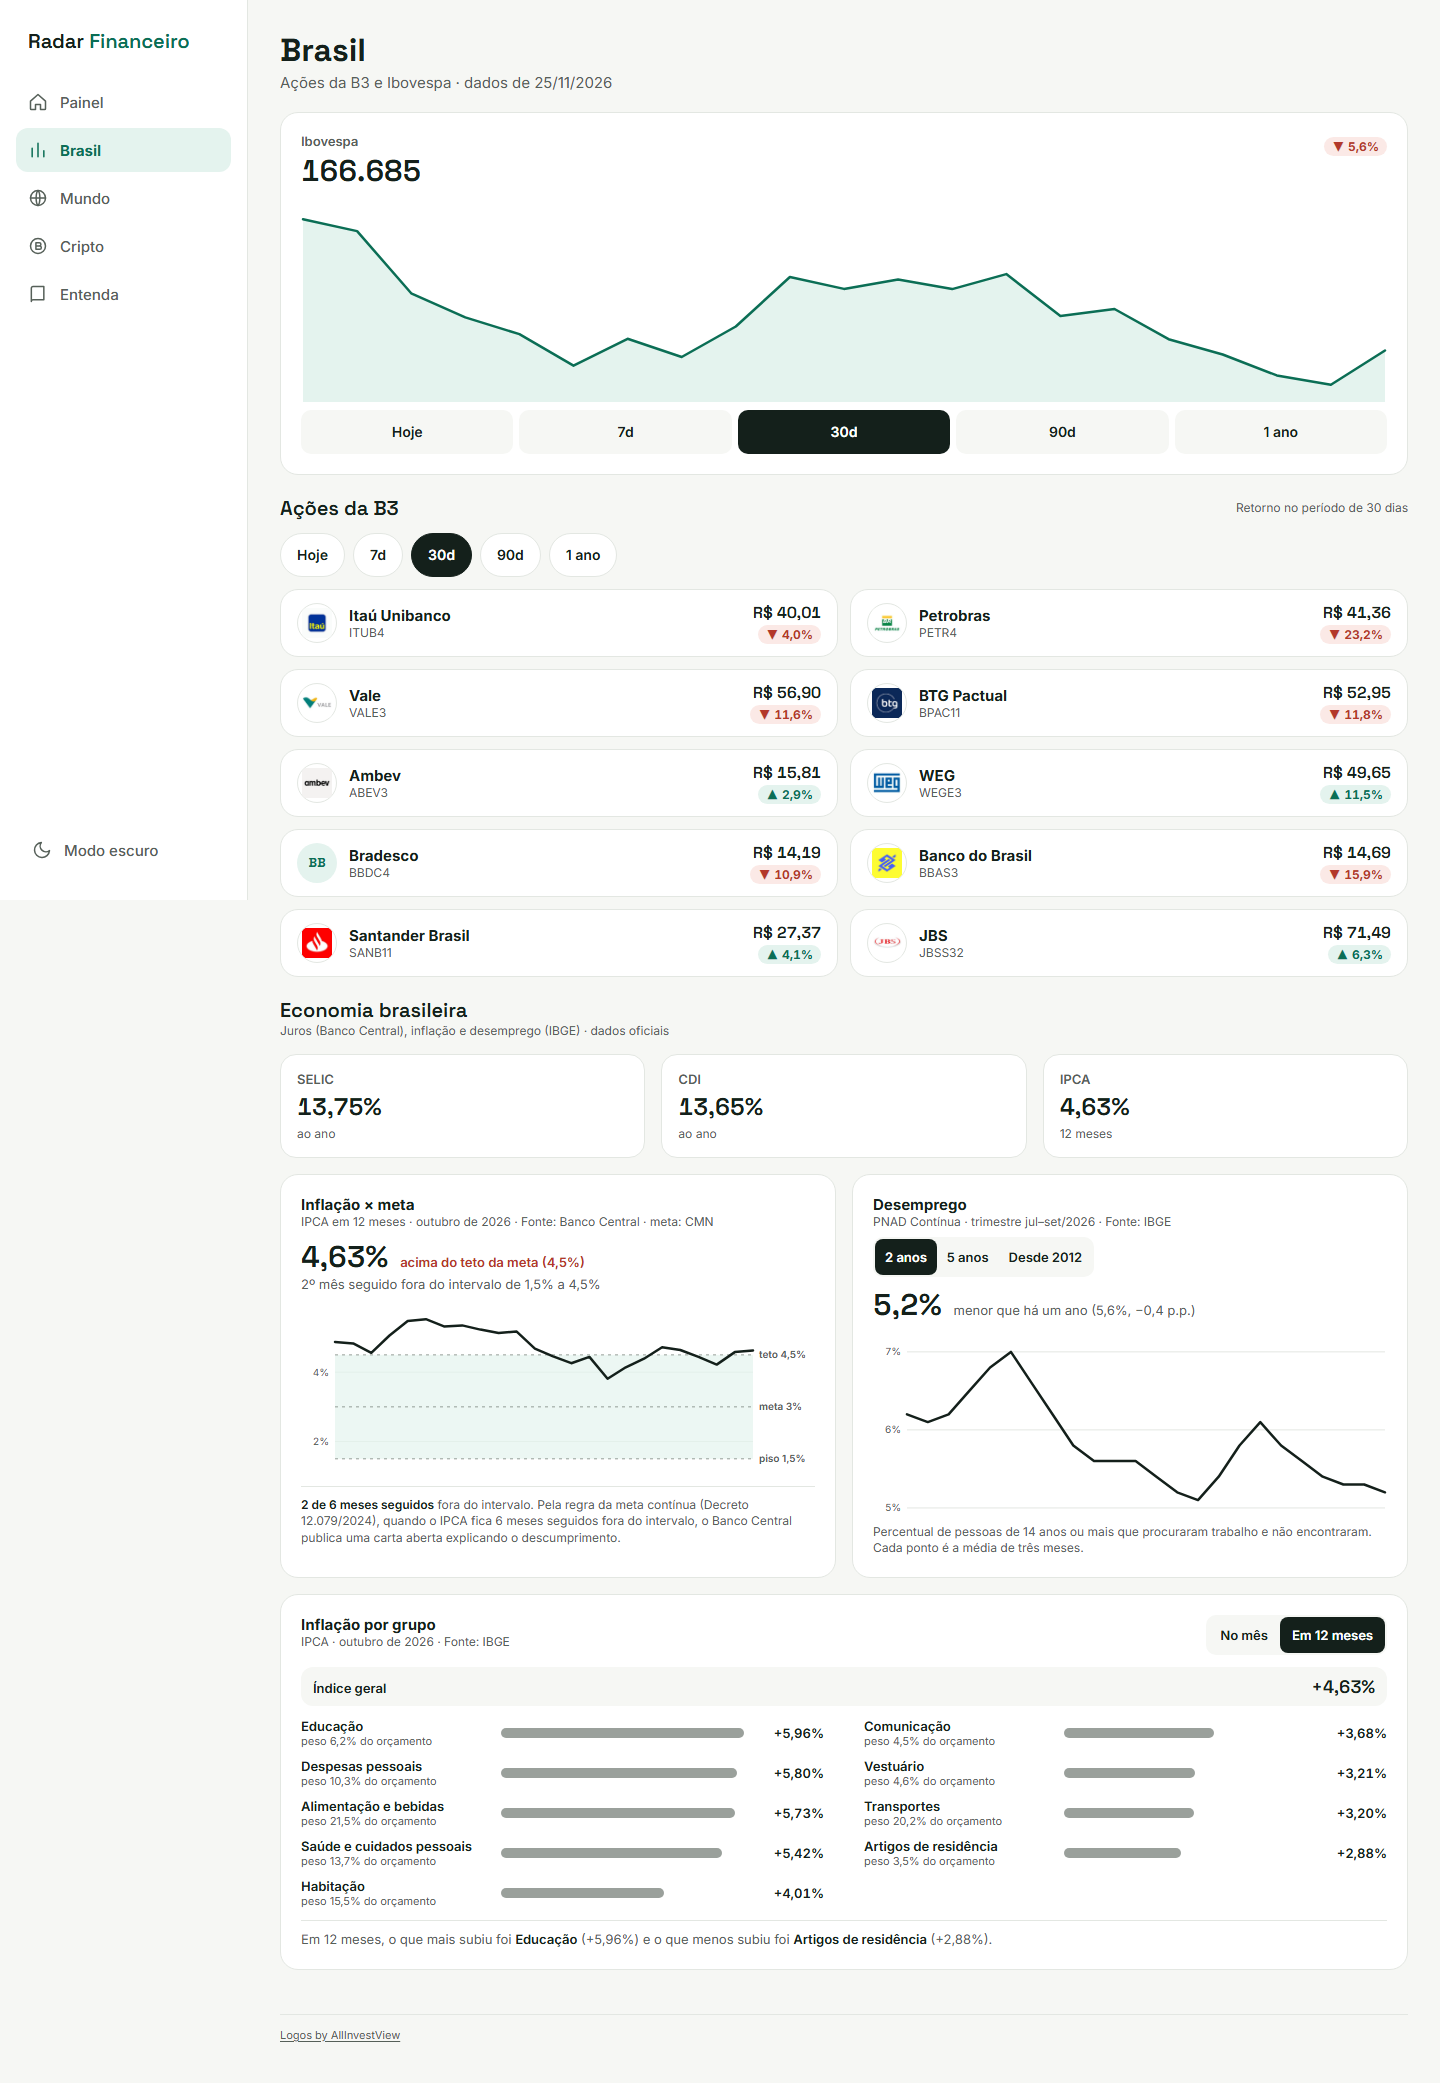 Radar Financeiro
Painel
Brasil
Mundo
Cripto
Entenda
Modo escuro
Brasil
Ações da B3 e Ibovespa · dados de 25/11/2026
Ibovespa
166.685
▼ 5,6%
Hoje
7d
30d
90d
1 ano
Ações da B3
Retorno no período de 30 dias
Hoje
7d
30d
90d
1 ano
Itaú
Itaú Unibanco
ITUB4
R$ 40,01
▼ 4,0%
BR
PETROBRAS
Petrobras
PETR4
R$ 41,36
▼ 23,2%
VALE
Vale
VALE3
R$ 56,90
▼ 11,6%
btg
BTG Pactual
BPAC11
R$ 52,95
▼ 11,8%
ambev
Ambev
ABEV3
R$ 15,81
▲ 2,9%
weg
WEG
WEGE3
R$ 49,65
▲ 11,5%
BB
Bradesco
BBDC4
R$ 14,19
▼ 10,9%
Banco do Brasil
BBAS3
R$ 14,69
▼ 15,9%
Santander Brasil
SANB11
R$ 27,37
▲ 4,1%
JBS
JBS
JBSS32
R$ 71,49
▲ 6,3%
Economia brasileira
Juros (Banco Central), inflação e desemprego (IBGE) · dados oficiais
SELIC
13,75%
ao ano
CDI
13,65%
ao ano
IPCA
4,63%
12 meses
Inflação × meta
IPCA em 12 meses · outubro de 2026 · Fonte: Banco Central · meta: CMN
4,63% acima do teto da meta (4,5%)
2º mês seguido fora do intervalo de 1,5% a 4,5%
teto 4,5%
4%
meta 3%
2%
piso 1,5%
2 de 6 meses seguidos fora do intervalo. Pela regra da meta contínua (Decreto
12.079/2024), quando o IPCA fica 6 meses seguidos fora do intervalo, o Banco Central
publica uma carta aberta explicando o descumprimento.
Desemprego
PNAD Contínua · trimestre jul–set/2026 · Fonte: IBGE
2 anos
5 anos
Desde 2012
5,2% menor que há um ano (5,6%, −0,4 p.p.)
7%
6%
5%
Percentual de pessoas de 14 anos ou mais que procuraram trabalho e não encontraram.
Cada ponto é a média de três meses.
Inflação por grupo
IPCA · outubro de 2026 · Fonte: IBGE
No mês
Em 12 meses
Índice geral
+4,63%
Educação
peso 6,2% do orçamento
+5,96%
Despesas pessoais
peso 10,3% do orçamento
+5,80%
Alimentação e bebidas
peso 21,5% do orçamento
+5,73%
Saúde e cuidados pessoais
peso 13,7% do orçamento
+5,42%
Habitação
peso 15,5% do orçamento
+4,01%
Comunicação
peso 4,5% do orçamento
+3,68%
Vestuário
peso 4,6% do orçamento
+3,21%
Transportes
peso 20,2% do orçamento
+3,20%
Artigos de residência
peso 3,5% do orçamento
+2,88%
Em 12 meses, o que mais subiu foi Educação (+5,96%) e o que menos subiu foi Artigos de residência (+2,88%).
Logos by AllInvestView